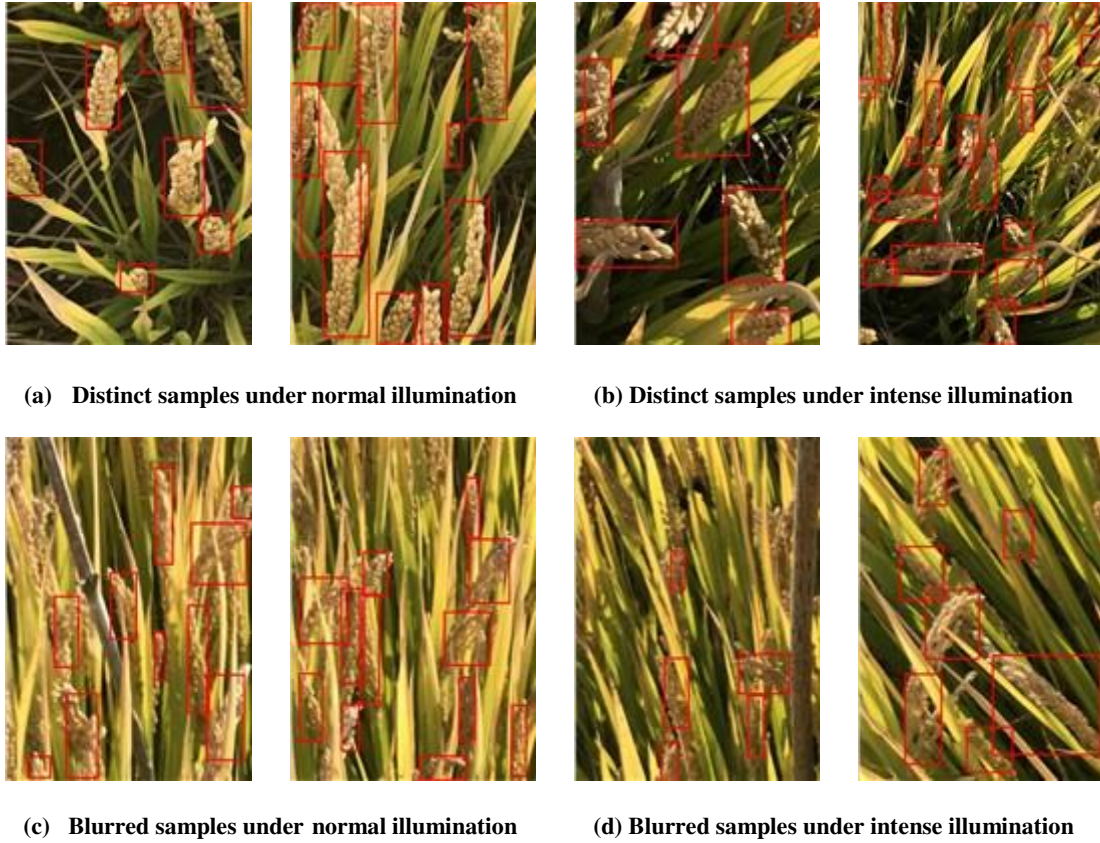 (a) Distinct samples under normal illumination
(b) Distinct samples under intense illumination
(c) Blurred samples under normal illumination
(d) Blurred samples under intense illumination